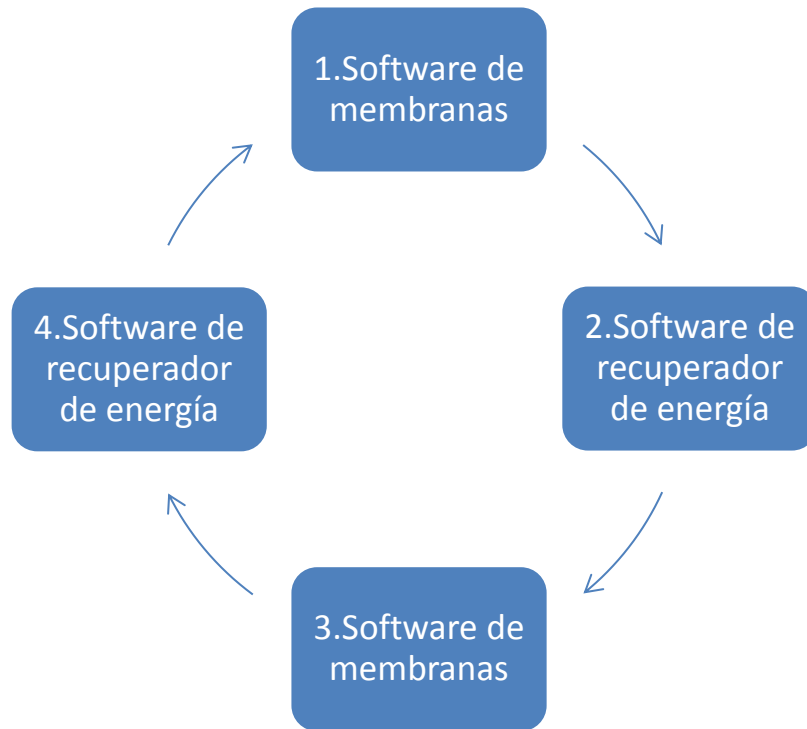 1.Software de
membranas
2.Software de
recuperador
de energía
3.Software de
membranas
4.Software de
recuperador
de energía